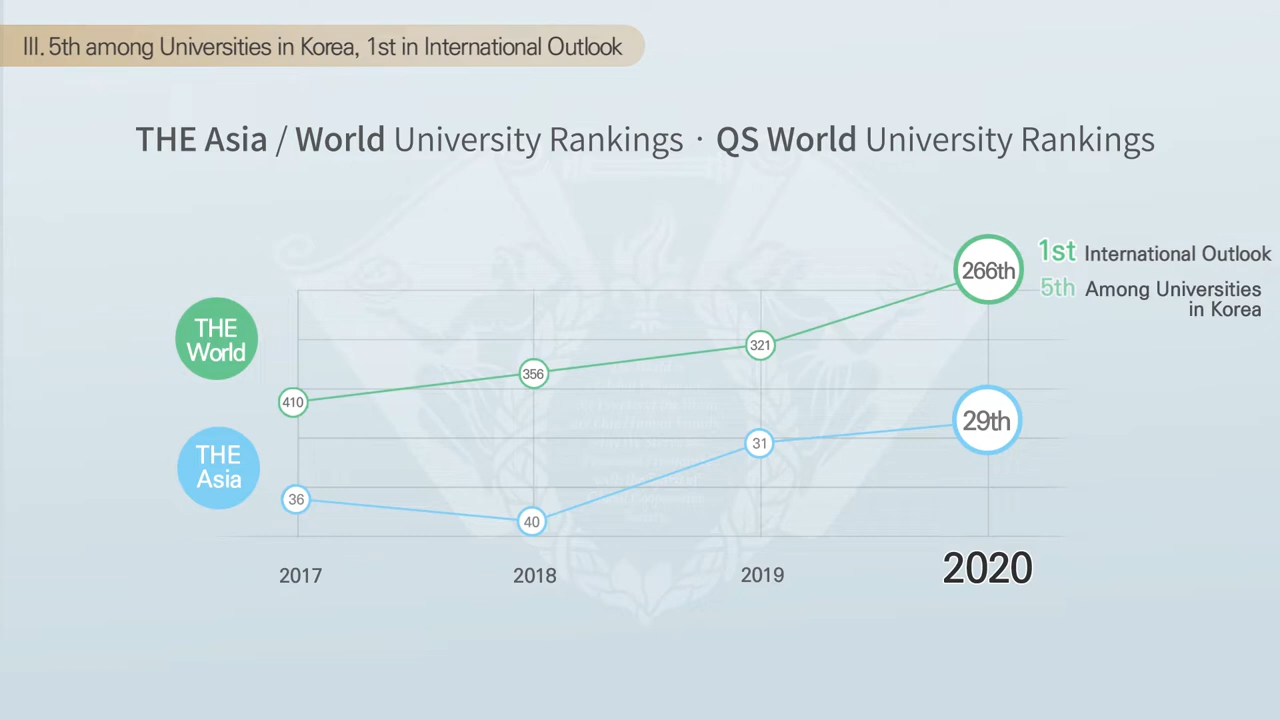 III. 5th among Universities in Korea, 1st in International Outlook
THE Asia / World University Rankings · QS World University Rankings
266th
1st International Outlook
5th Among Universities
in Korea
THE
World
410
356
321
THE
Asia
36
40
31
29th
2017
2018
2019
2020